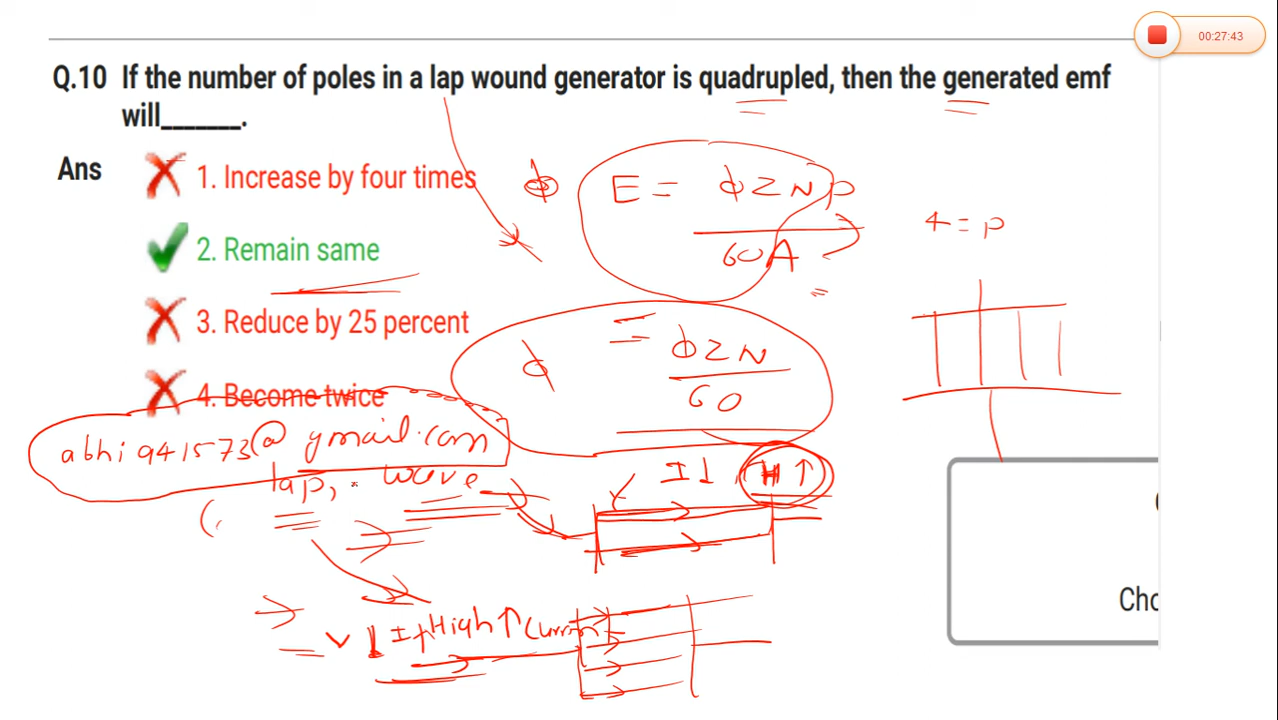 00:27:43
Q.10 If the number of poles in a lap wound generator is quadrupled, then the generated emf
will_______.
Ans 1. Increase by four times
2. Remain same
3. Reduce by 25 percent
4. Become twice
ϕ E = ϕZNP
60A
4 = P
ϕ = ϕZN
60
abhi941573@gmail.com
lap, wave
I↓, H↑
V↓ I High↑ Current
Cho